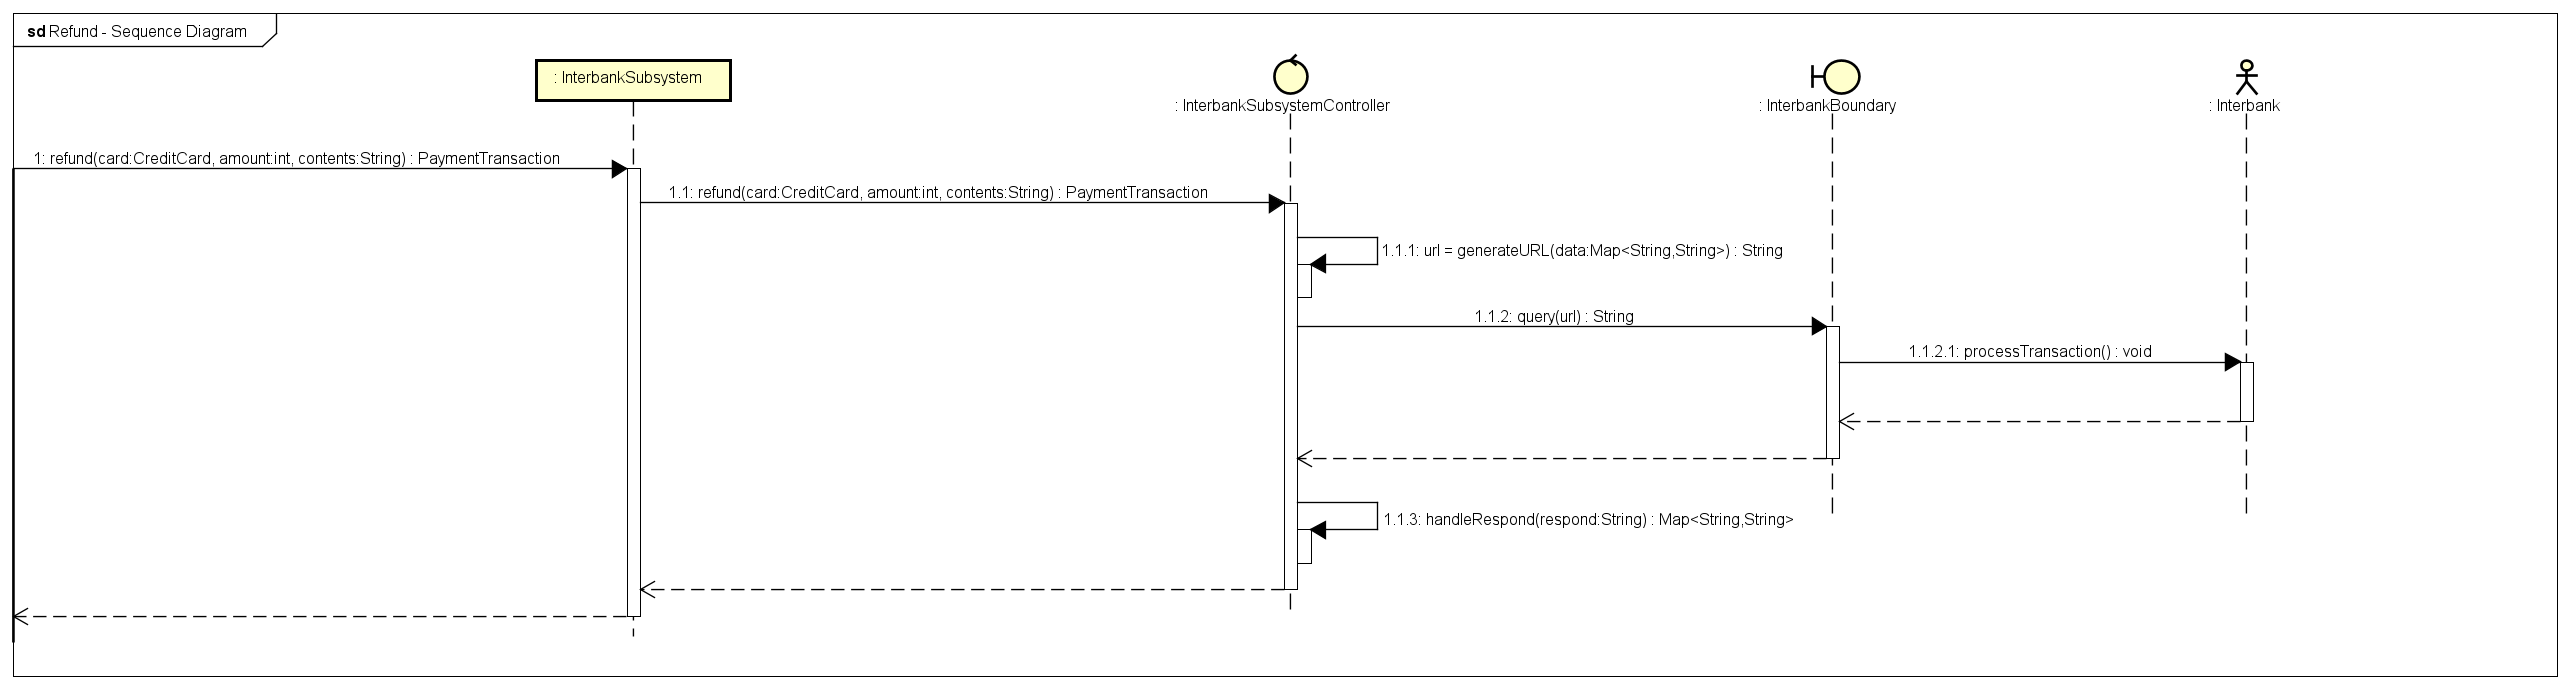 sd Refund - Sequence Diagram
: InterbankSubsystem
: InterbankSubsystemController
: InterbankBoundary
: Interbank
1: refund(card:CreditCard, amount:int, contents:String) : PaymentTransaction
1.1: refund(card:CreditCard, amount:int, contents:String) : PaymentTransaction
1.1.1: url = generateURL(data:Map<String,String>) : String
1.1.2: query(url) : String
1.1.2.1: processTransaction() : void
1.1.3: handleRespond(respond:String) : Map<String,String>